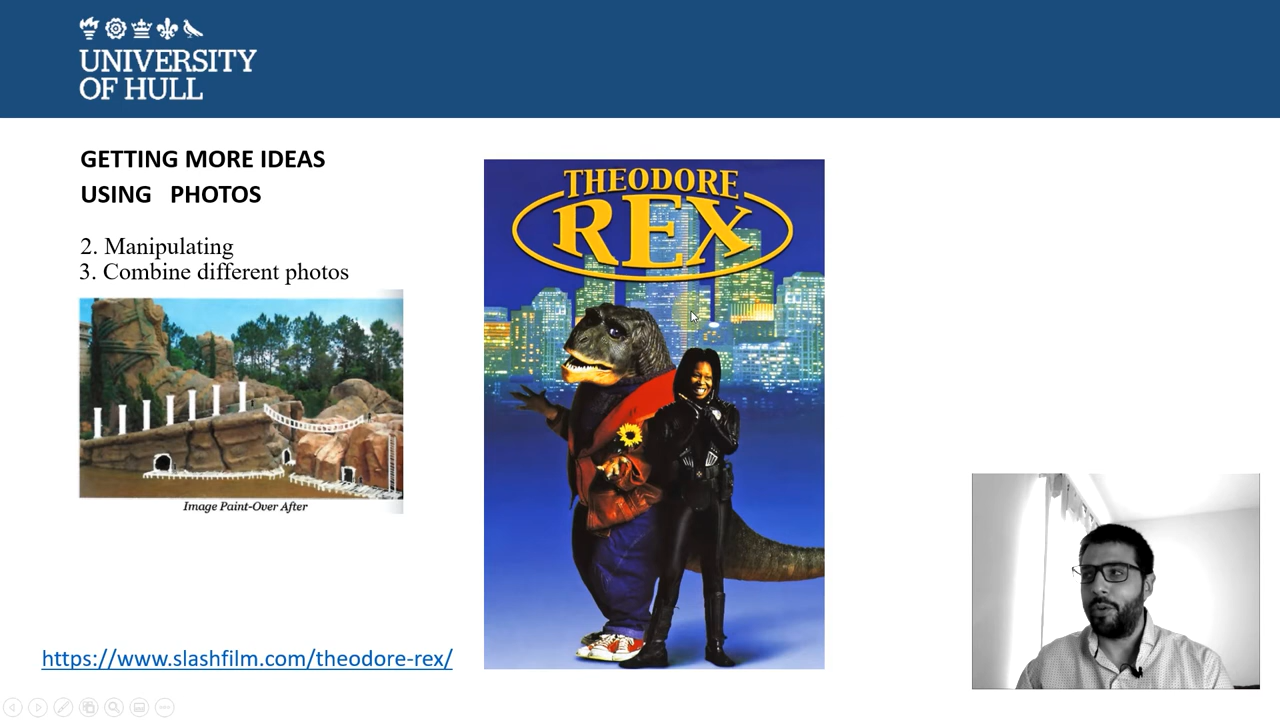 UNIVERSITY
OF HULL
GETTING MORE IDEAS
USING PHOTOS
2. Manipulating
3. Combine different photos
Image Paint-Over After
https://www.slashfilm.com/theodore-rex/
THEODORE
REX